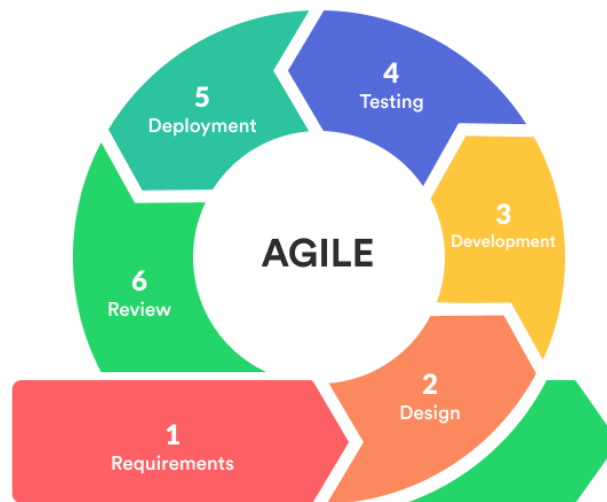 AGILE
1
Requirements
2
Design
3
Development
4
Testing
5
Deployment
6
Review